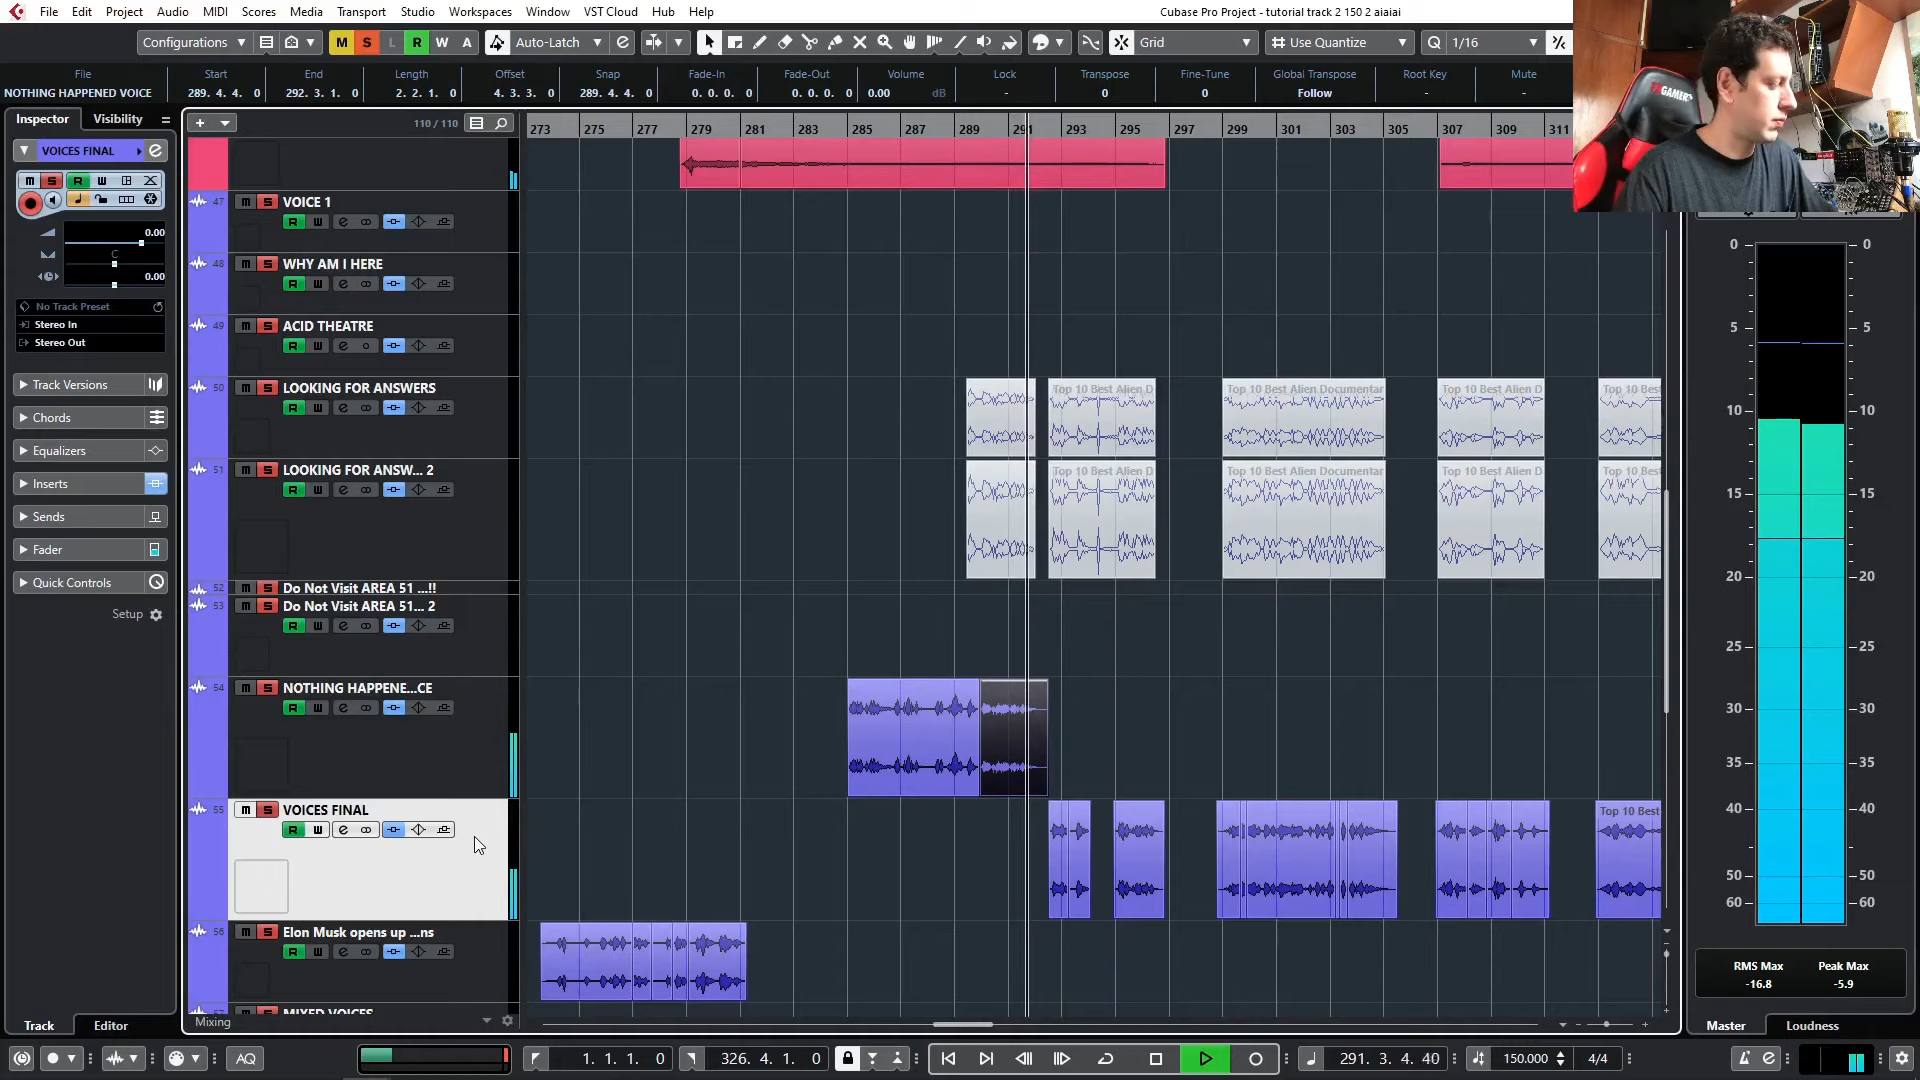 File Edit Project Audio MIDI Scores Media Transport Studio Workspaces Window VST Cloud Hub Help
Cubase Pro Project - tutorial track 2 150 2 aiaiai
Configurations M S L R W A Auto-Latch Grid Use Quantize Q 1/16
File Start End Length Offset Snap Fade-In Fade-Out Volume Lock Transpose Fine-Tune Global Transpose Root Key Mute
NOTHING HAPPENED VOICE 289. 4. 4. 0 292. 3. 1. 0 2. 2. 1. 0 4. 3. 3. 0 289. 4. 4. 0 0. 0. 0. 0 0. 0. 0. 0 0.00 dB - 0 0 Follow - -
Inspector Visibility
110 / 110
273 275 277 279 281 283 285 287 289 291 293 295 297 299 301 303 305 307 309 311
VOICES FINAL
m S R W
0.00
C
0.00
No Track Preset
Stereo In
Stereo Out
Track Versions
Chords
Equalizers
Inserts
Sends
Fader
Quick Controls
Setup
47 m S VOICE 1
R W e
48 m S WHY AM I HERE
R W e
49 m S ACID THEATRE
R W e
50 m S LOOKING FOR ANSWERS
R W e
Top 10 Best Alien D Top 10 Best Alien Documentar Top 10 Best Alien D Top 10 Best
51 m S LOOKING FOR ANSW... 2
R W e
Top 10 Best Alien D Top 10 Best Alien Documentar Top 10 Best Alien D Top 10 Best
52 m S Do Not Visit AREA 51 ...!!
53 m S Do Not Visit AREA 51... 2
R W e
54 m S NOTHING HAPPENE...CE
R W e
55 m S VOICES FINAL
R W e
Top 10 Best
56 m S Elon Musk opens up ...ns
R W e
57 m S MIXED VOICES
Mixing
GAMER
0 0
5 5
10 10
15 15
20 20
25 25
30 30
35 35
40 40
50 50
60 60
RMS Max Peak Max
-16.8 -5.9
Track Editor
Master Loudness
AQ 1. 1. 1. 0 326. 4. 1. 0 291. 3. 4. 40 150.000 4/4